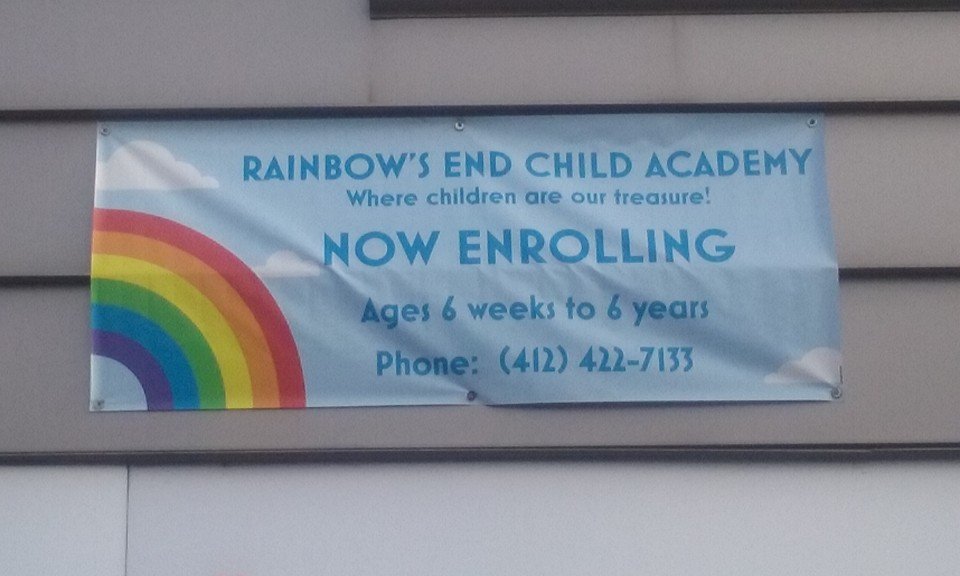 RAINBOW'S END CHILD ACADEMY
Where children are our treasure!
NOW ENROLLING
Ages 6 weeks to 6 years
Phone: (412) 422-7133